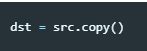 dst = src.copy()